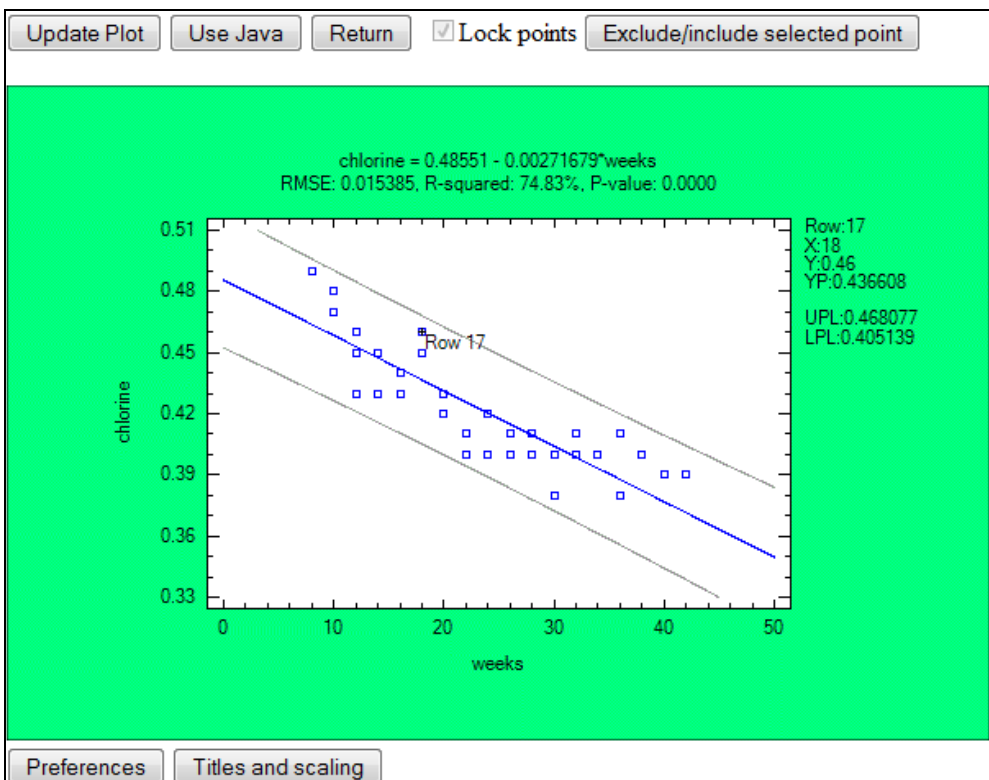 Update Plot Use Java Return Lock points Exclude/include selected point
chlorine = 0.48551 - 0.00271679*weeks
RMSE: 0.015385, R-squared: 74.83%, P-value: 0.0000
Row:17
X:18
Y:0.46
YP:0.436608
UPL:0.468077
LPL:0.405139
0.51
0.48
0.45
0.42
0.39
0.36
0.33
chlorine
Row 17
0 10 20 30 40 50
weeks
Preferences Titles and scaling